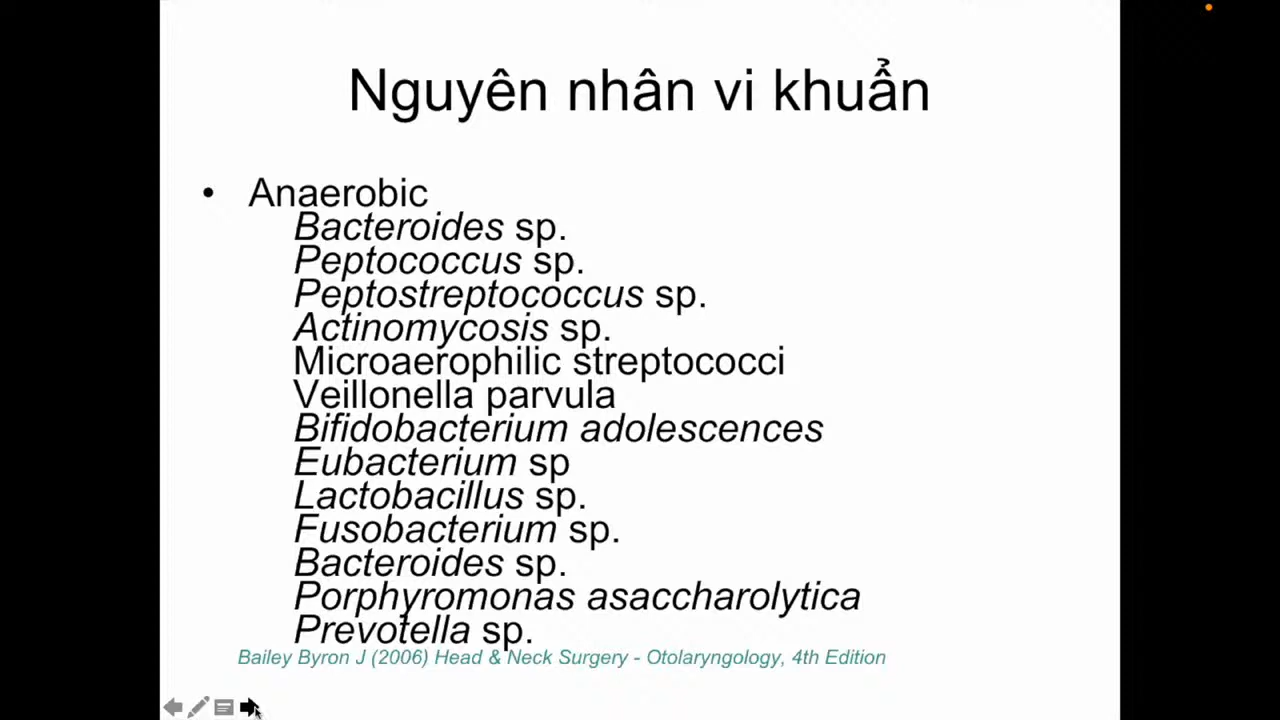 Nguyên nhân vi khuẩn
• Anaerobic
Bacteroides sp.
Peptococcus sp.
Peptostreptococcus sp.
Actinomycosis sp.
Microaerophilic streptococci
Veillonella parvula
Bifidobacterium adolescences
Eubacterium sp
Lactobacillus sp.
Fusobacterium sp.
Bacteroides sp.
Porphyromonas asaccharolytica
Prevotella sp.
Bailey Byron J (2006) Head & Neck Surgery - Otolaryngology, 4th Edition